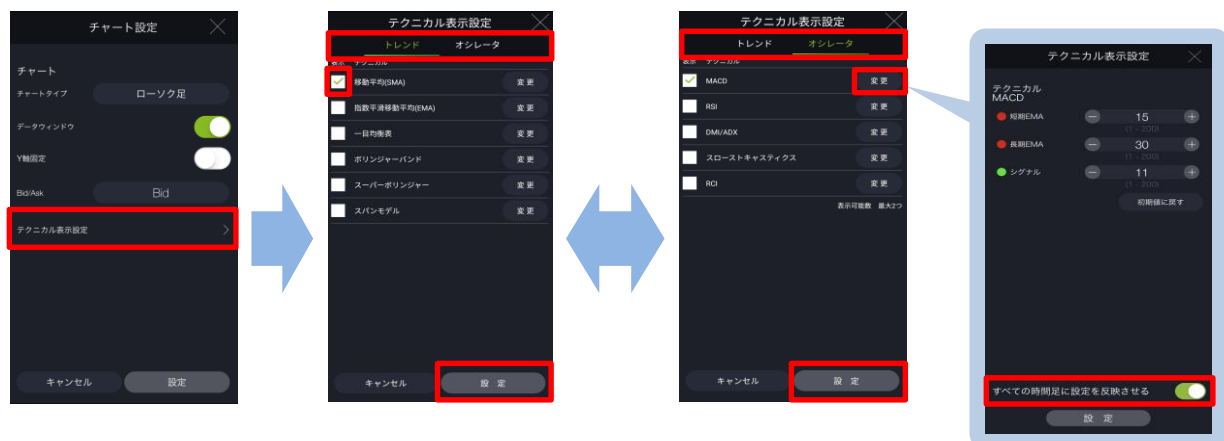 チャート設定
チャート
チャートタイプ ローソク足
データウィンドウ
Y軸固定
Bid/Ask Bid
テクニカル表示設定
キャンセル 設定
テクニカル表示設定
トレンド オシレータ
表示 テクニカル
移動平均(SMA) 変更
指数平滑移動平均(EMA) 変更
一目均衡表 変更
ボリンジャーバンド 変更
スーパーボリンジャー 変更
スパンモデル 変更
キャンセル 設 定
テクニカル表示設定
トレンド オシレータ
表示 テクニカル
MACD 変更
RSI 変更
DMI/ADX 変更
スローストキャスティクス 変更
RCI 変更
表示可能数 最大2つ
キャンセル 設 定
テクニカル表示設定
テクニカル
MACD
短期EMA 15
(1 - 200)
長期EMA 30
(1 - 200)
シグナル 11
(1 - 200)
初期値に戻す
すべての時間足に設定を反映させる
設 定